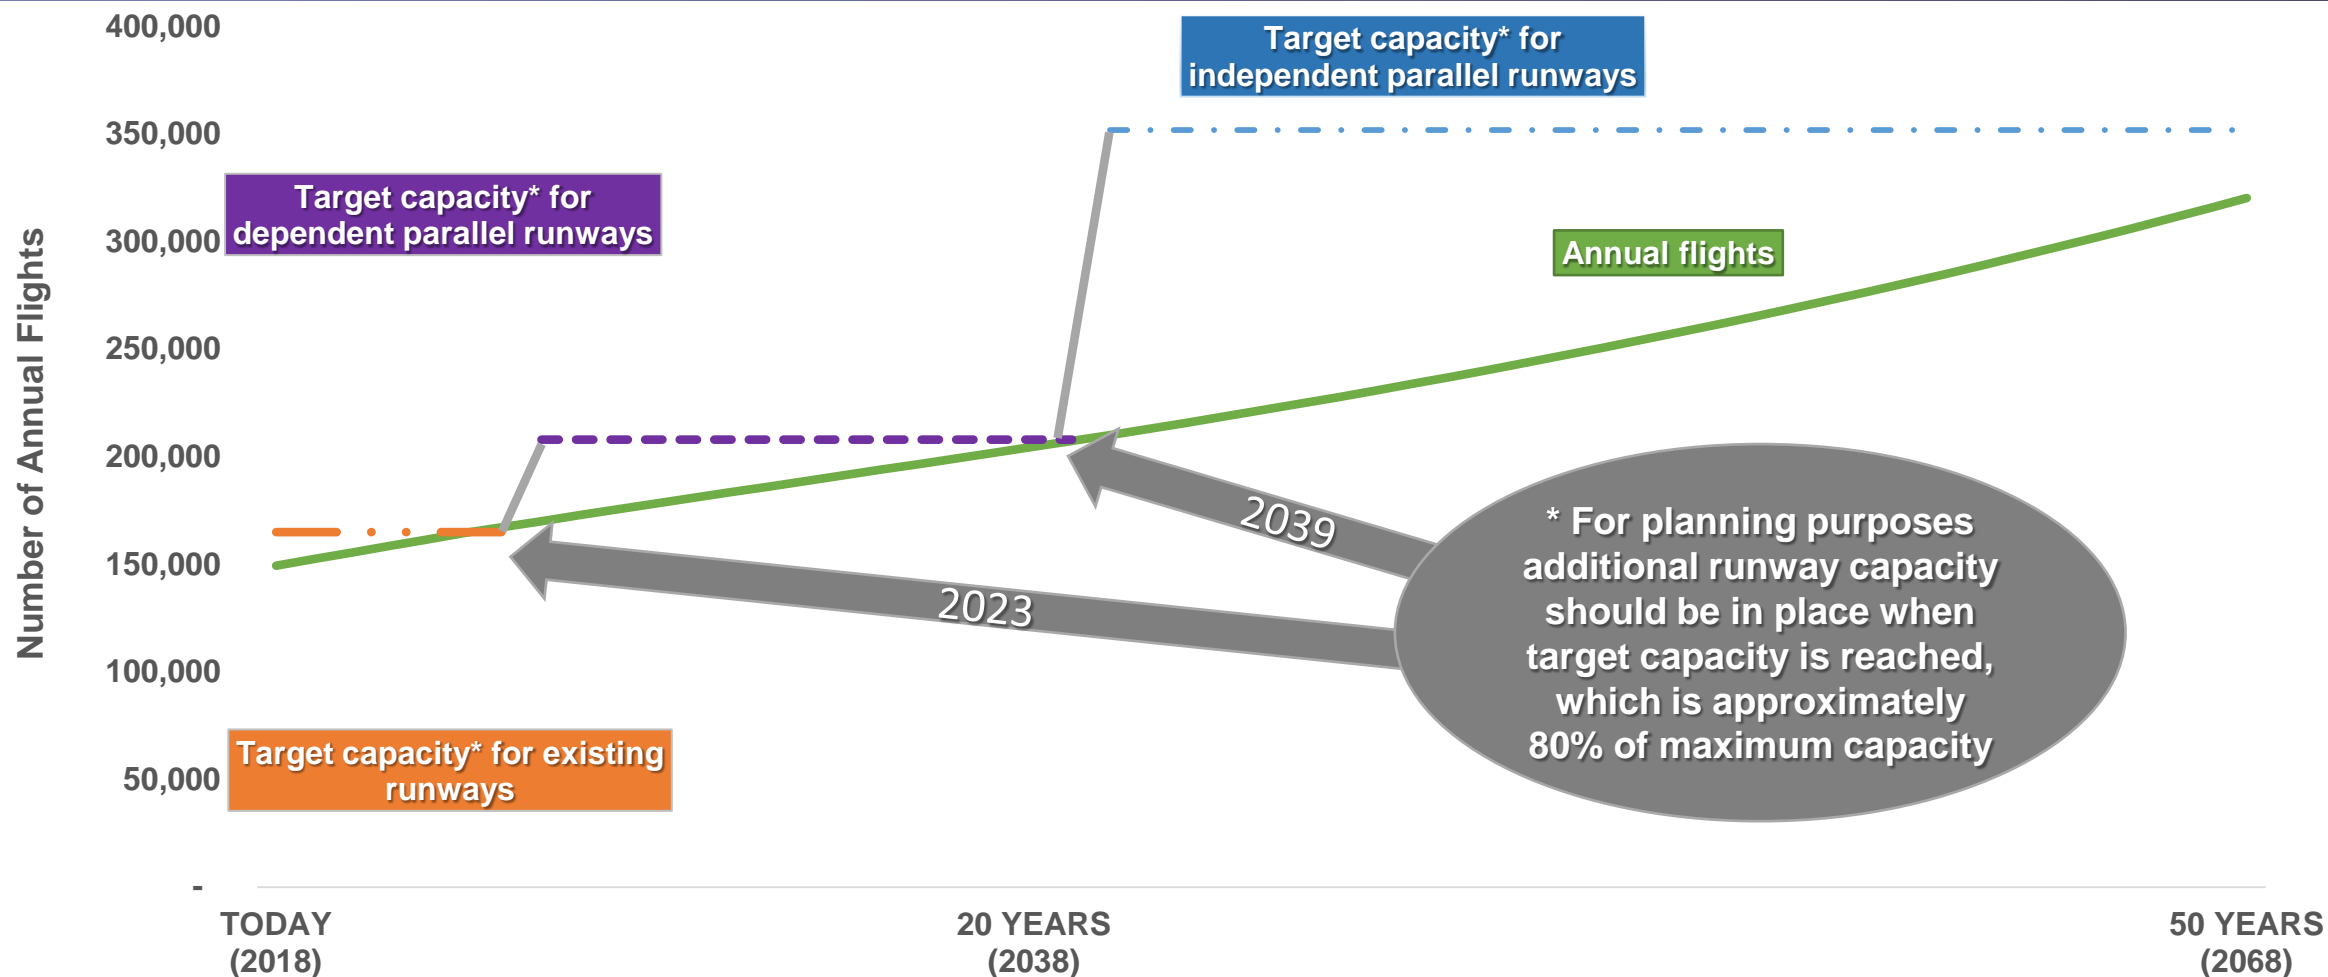 400,000
350,000
300,000
250,000
200,000
150,000
100,000
50,000
-
Number of Annual Flights
Target capacity* for
independent parallel runways
Target capacity* for
dependent parallel runways
Annual flights
2039
2023
* For planning purposes
additional runway capacity
should be in place when
target capacity is reached,
which is approximately
80% of maximum capacity
Target capacity* for existing
runways
TODAY
(2018)
20 YEARS
(2038)
50 YEARS
(2068)